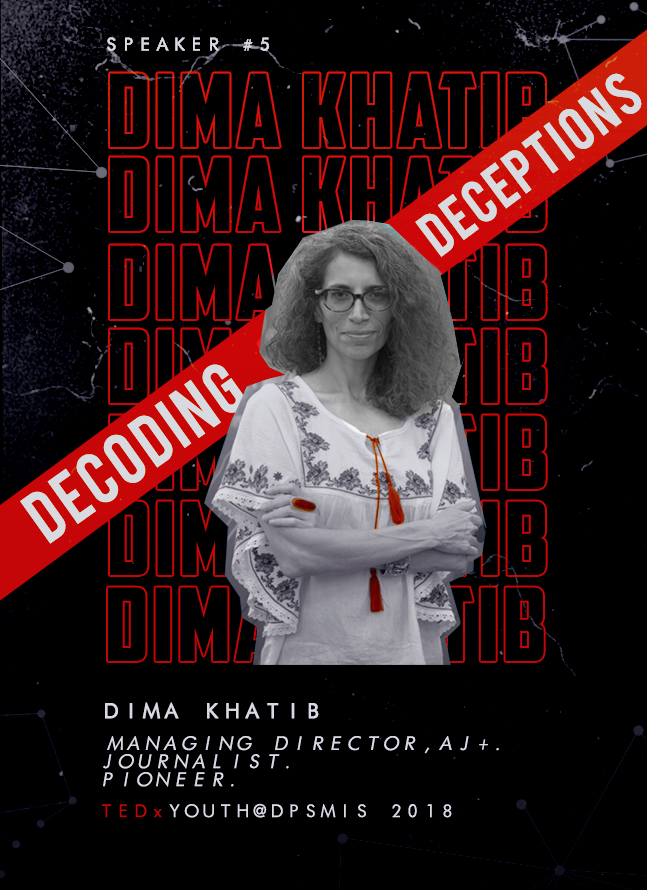 SPEAKER #5
DIMA KHATIB
DIMA KHATIB
DIMA KHATIB
DIMA KHATIB
DIMA KHATIB
DIMA KHATIB
DIMA KHATIB
DECODING DECEPTIONS
DIMA KHATIB
MANAGING DIRECTOR, AJ+.
JOURNALIST.
PIONEER.
TEDxYOUTH@DPSMIS 2018